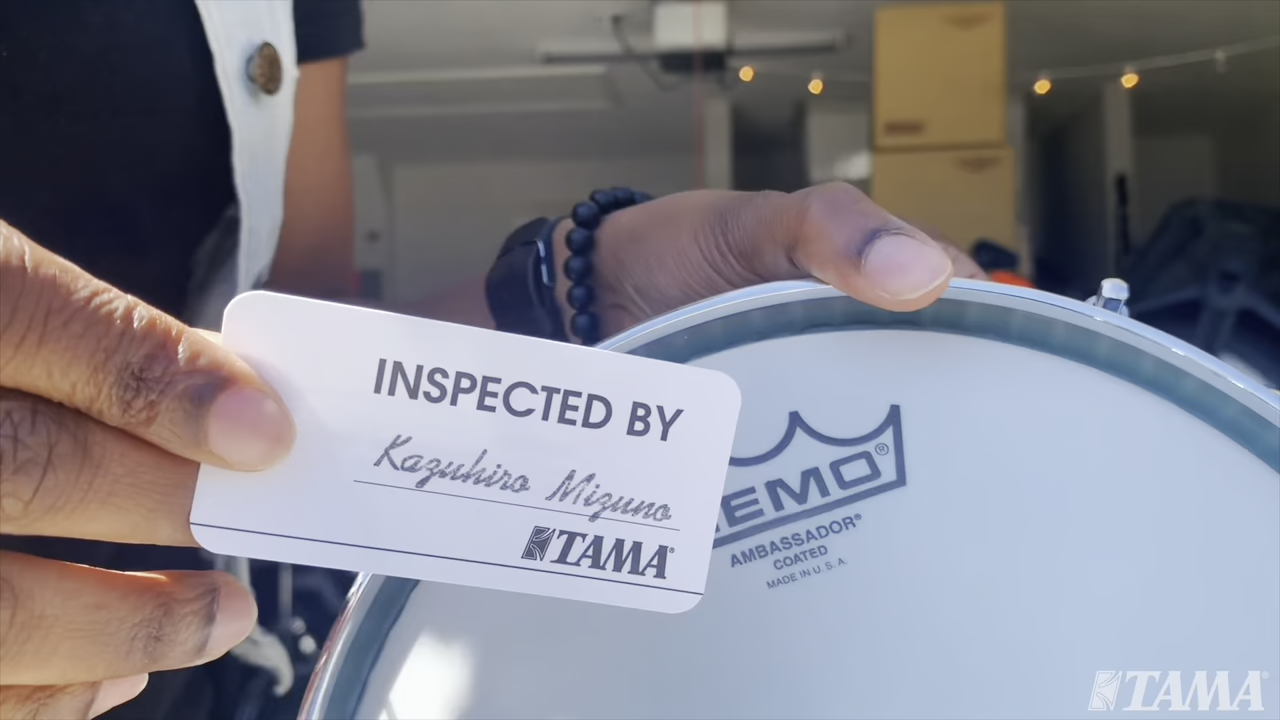 INSPECTED BY
Kazuhiro Mizuno
TAMA®
EMO®
AMBASSADOR®
COATED
MADE IN U.S.A.
TAMA®